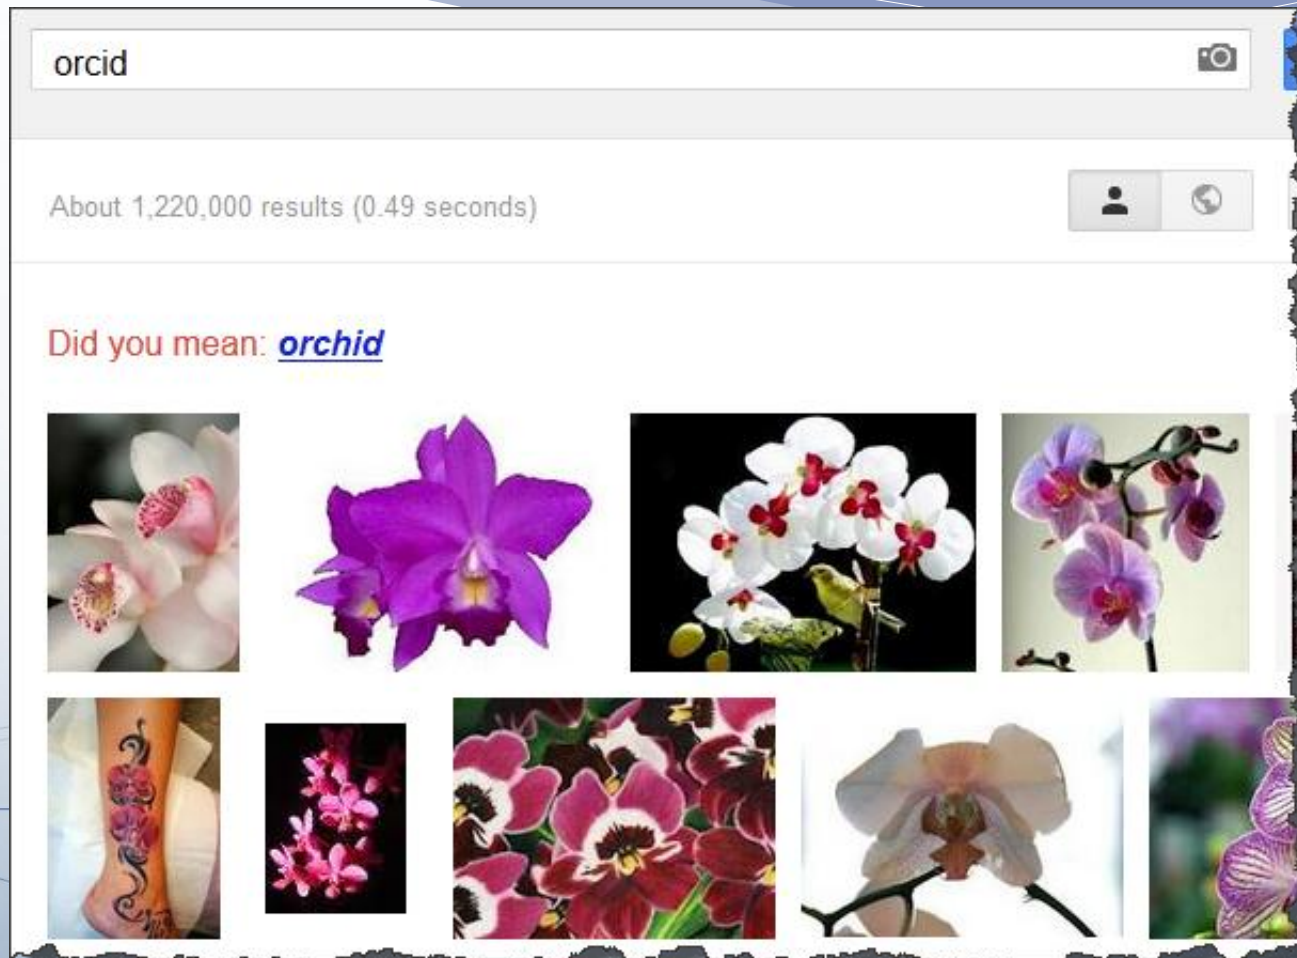 orcid
About 1,220,000 results (0.49 seconds)
Did you mean: orchid